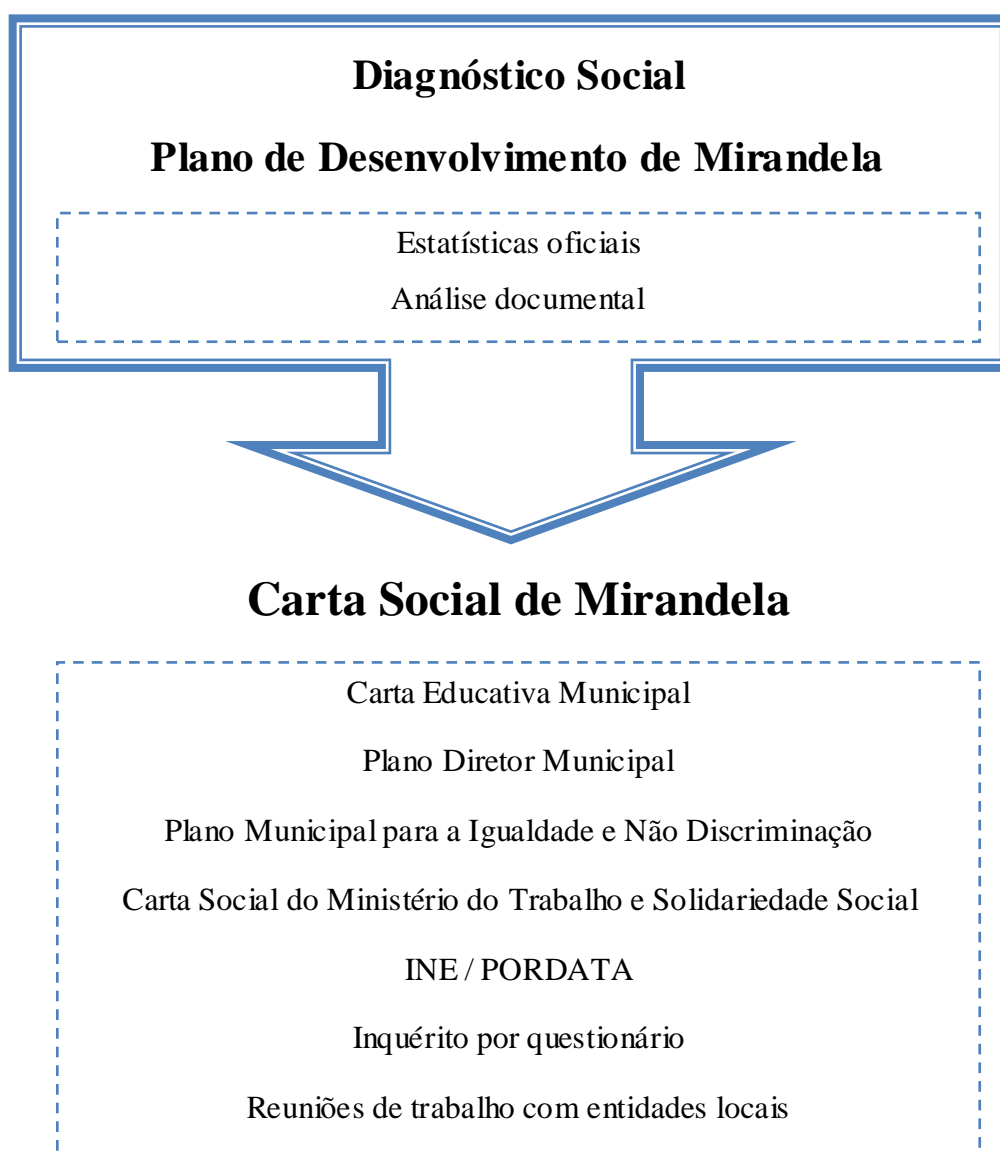 Diagnóstico Social
Plano de Desenvolvimento de Mirandela
Estatísticas oficiais
Análise documental
Carta Social de Mirandela
Carta Educativa Municipal
Plano Diretor Municipal
Plano Municipal para a Igualdade e Não Discriminação
Carta Social do Ministério do Trabalho e Solidariedade Social
INE / PORDATA
Inquérito por questionário
Reuniões de trabalho com entidades locais